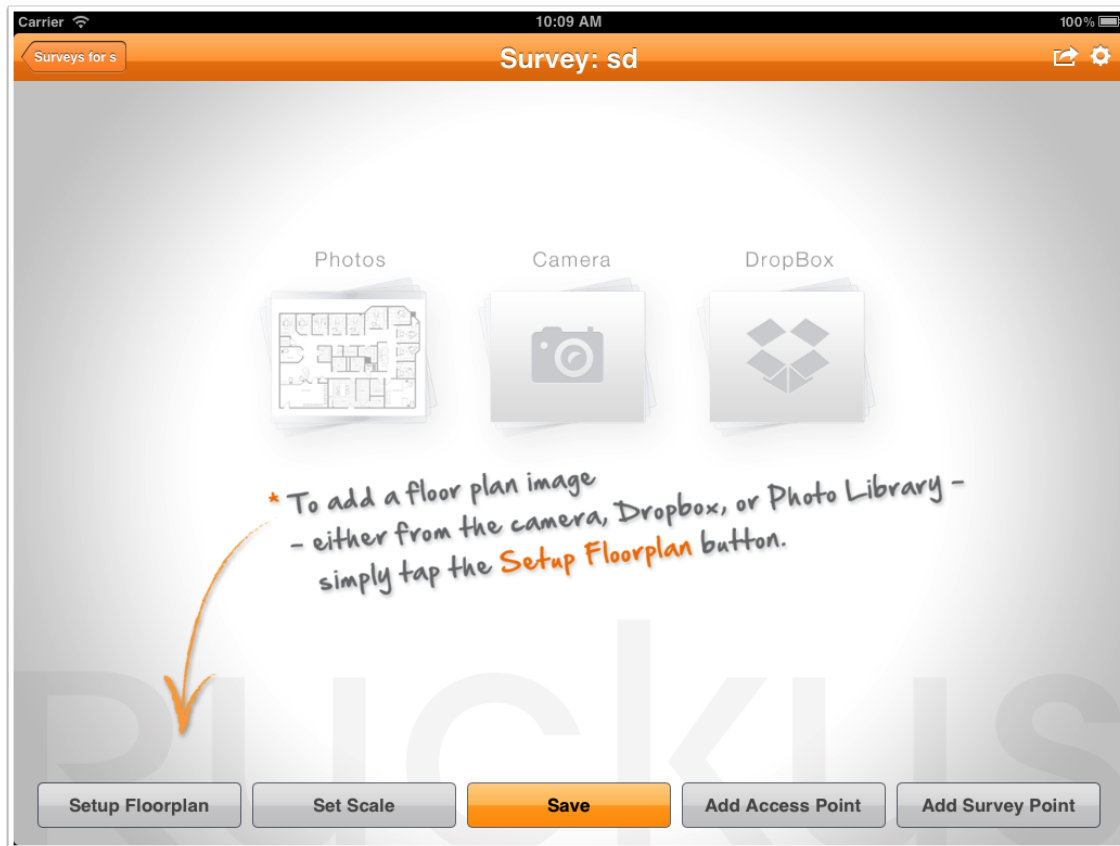 Carrier 10:09 AM 100%
Surveys for s Survey: sd
Photos Camera DropBox
* To add a floor plan image
- either from the camera, Dropbox, or Photo Library -
simply tap the Setup Floorplan button.
Ruckus
Setup Floorplan Set Scale Save Add Access Point Add Survey Point